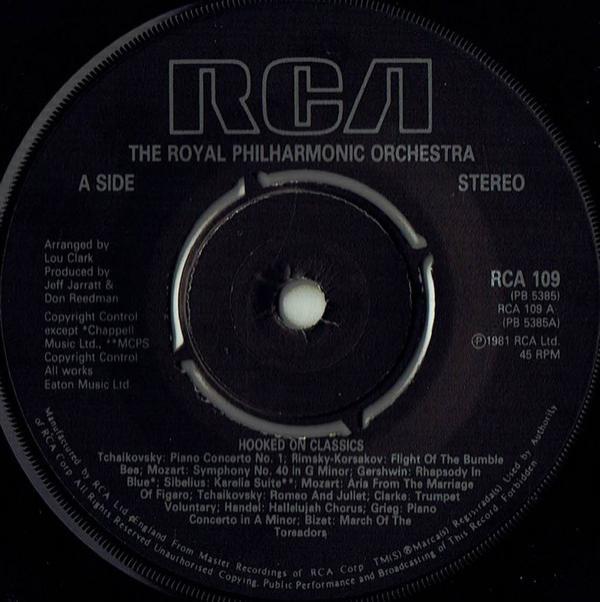 RCA
THE ROYAL PHILHARMONIC ORCHESTRA
A SIDE
STEREO
Arranged by
Lou Clark
Produced by
Jeff Jarratt &
Don Reedman
Copyright Control
except *Chappell
Music Ltd., **MCPS
Copyright Control
All works
Eaton Music Ltd
RCA 109
(PB 5385)
RCA 109 A
(PB 5385A)
℗1981 RCA Ltd.
45 RPM
HOOKED ON CLASSICS
Tchaikovsky: Piano Concerto No. 1; Rimsky-Korsakov: Flight Of The Bumble
Bee; Mozart: Symphony No. 40 in G Minor; Gershwin: Rhapsody in
Blue*; Sibelius: Karelia Suite**; Mozart: Aria From The Marriage
Of Figaro; Tchaikovsky: Romeo And Juliet; Clarke: Trumpet
Voluntary; Handel: Hallelujah Chorus; Grieg: Piano
Concerto in A Minor; Bizet: March Of The
Toreadors
Manufactured by RCA Ltd England From Master Recordings of RCA Corp TM(S)®Marca(s) Regis-rada(s) Used by Authority
of RCA Corp All Rights Reserved Unauthorised Copying, Public Performance and Broadcasting of This Record Forbidden